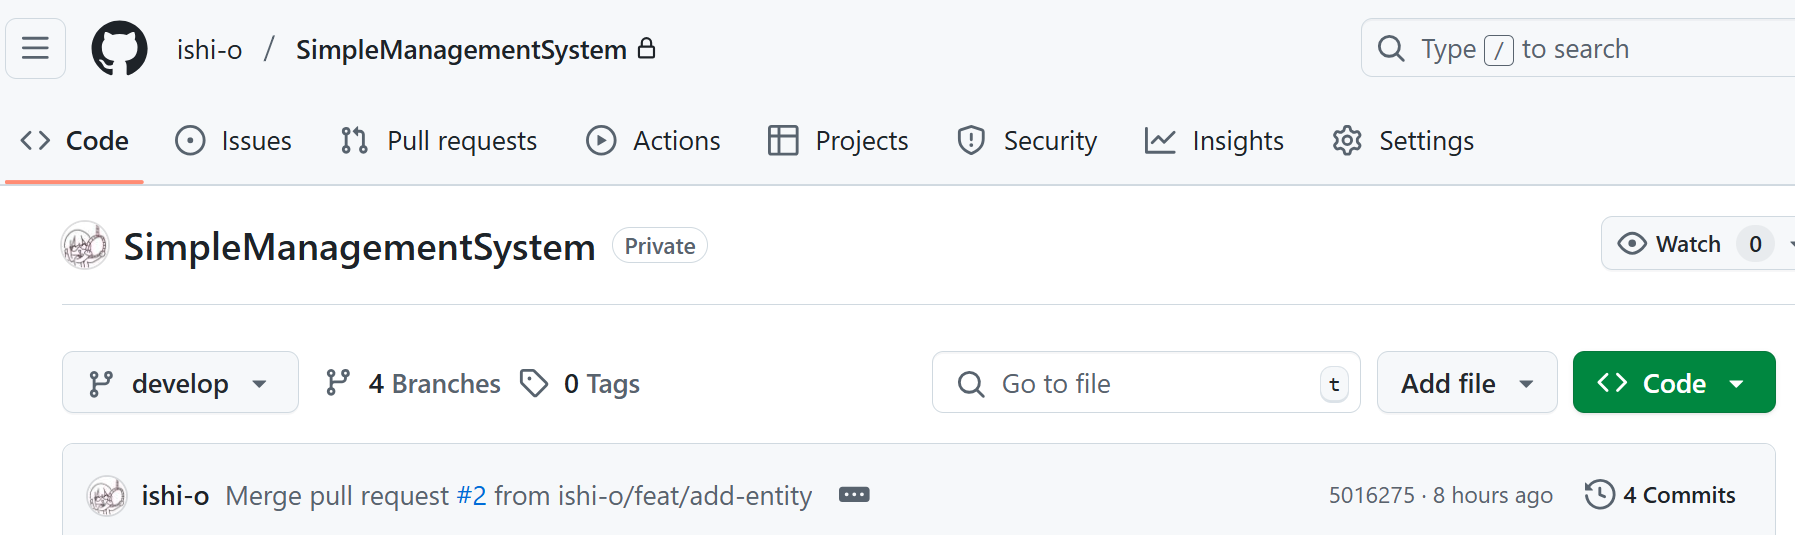 ishi-o / SimpleManagementSystem
Type / to search
Code Issues Pull requests Actions Projects Security Insights Settings
SimpleManagementSystem Private
Watch 0
develop 4 Branches 0 Tags
Go to file t
Add file
Code
ishi-o Merge pull request #2 from ishi-o/feat/add-entity
5016275 · 8 hours ago
4 Commits